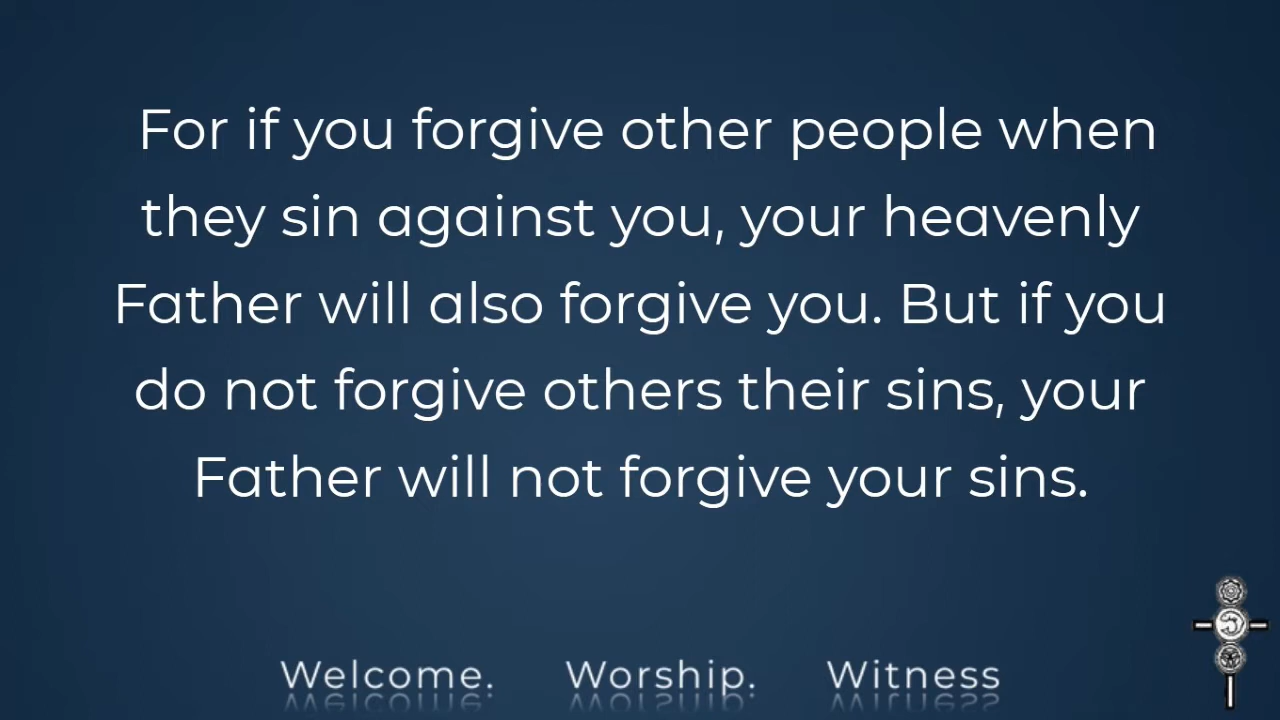 For if you forgive other people when
they sin against you, your heavenly
Father will also forgive you. But if you
do not forgive others their sins, your
Father will not forgive your sins.
Welcome. Worship. Witness